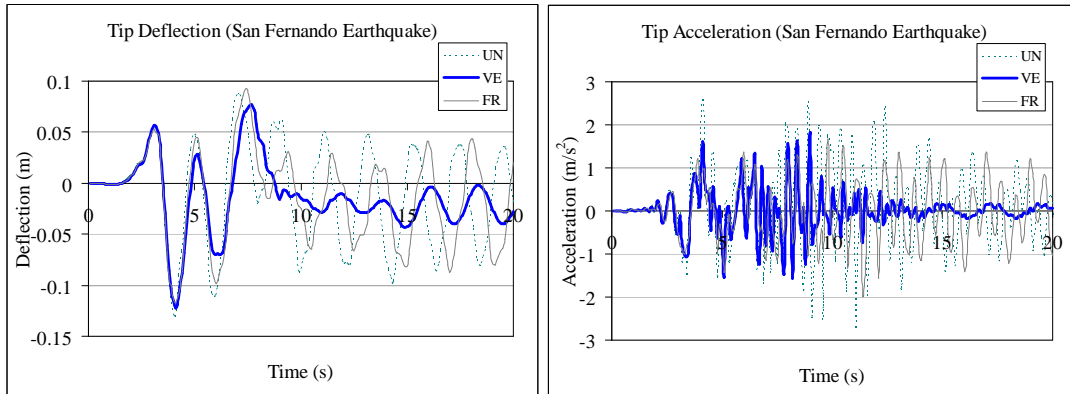 Tip Deflection (San Fernando Earthquake)
UN
VE
FR
0.1
0.05
0
-0.05
-0.1
-0.15
0
5
10
15
20
Deflection (m)
Time (s)
Tip Acceleration (San Fernando Earthquake)
UN
VE
FR
3
2
1
0
-1
-2
-3
0
5
10
15
20
Acceleration (m/s²)
Time (s)